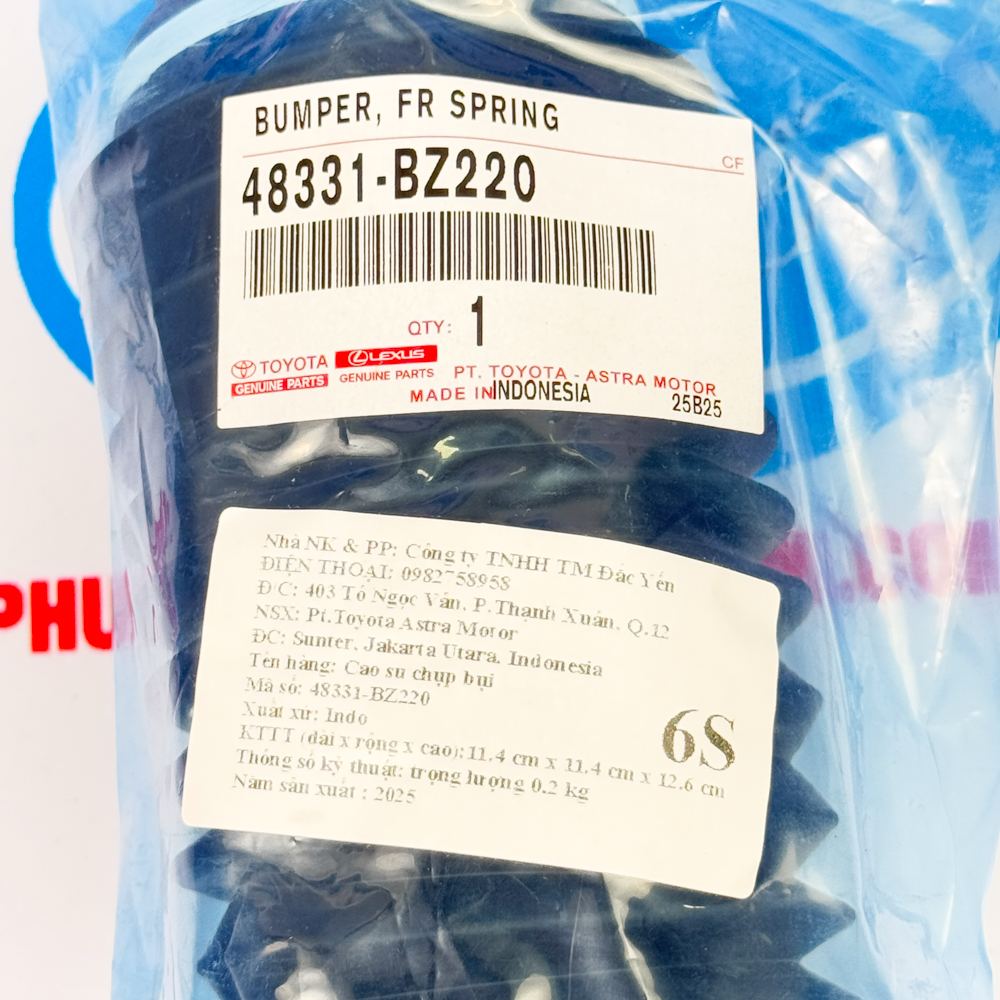 BUMPER, FR SPRING
CF
48331-BZ220
QTY: 1
TOYOTA LEXUS
GENUINE PARTS GENUINE PARTS PT. TOYOTA - ASTRA MOTOR
MADE IN INDONESIA
25B25
Nhà NK & PP: Công ty TNHH TM Đắc Yến
ĐIỆN THOẠI: 0982758958
Đ/C: 403 Tô Ngọc Vân, P.Thạnh Xuân, Q.12
NSX: Pt.Toyota Astra Motor
ĐC: Sunter, Jakarta Utara, Indonesia
Tên hàng: Cao su chụp bụi
Mã số: 48331-BZ220
Xuất xứ: Indo
KTTT (dài x rộng x cao): 11.4 cm x 11.4 cm x 12.6 cm
Thông số kỹ thuật: trọng lượng 0.2 kg
Năm sản xuất : 2025
6S
PHU